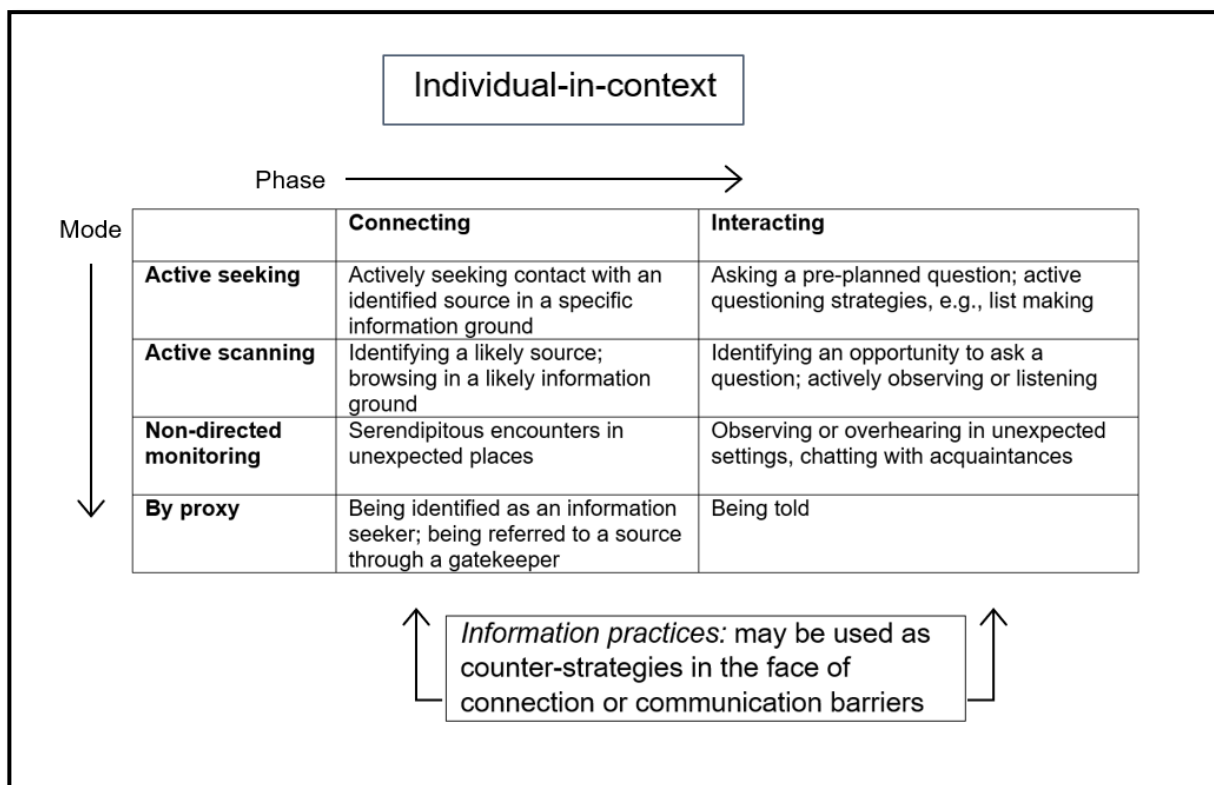 Individual-in-context
Phase
Mode
Connecting
Interacting
Active seeking
Actively seeking contact with an
identified source in a specific
information ground
Asking a pre-planned question; active
questioning strategies, e.g., list making
Active scanning
Identifying a likely source;
browsing in a likely information
ground
Identifying an opportunity to ask a
question; actively observing or listening
Non-directed
monitoring
Serendipitous encounters in
unexpected places
Observing or overhearing in unexpected
settings, chatting with acquaintances
By proxy
Being identified as an information
seeker; being referred to a source
through a gatekeeper
Being told
Information practices: may be used as
counter-strategies in the face of
connection or communication barriers